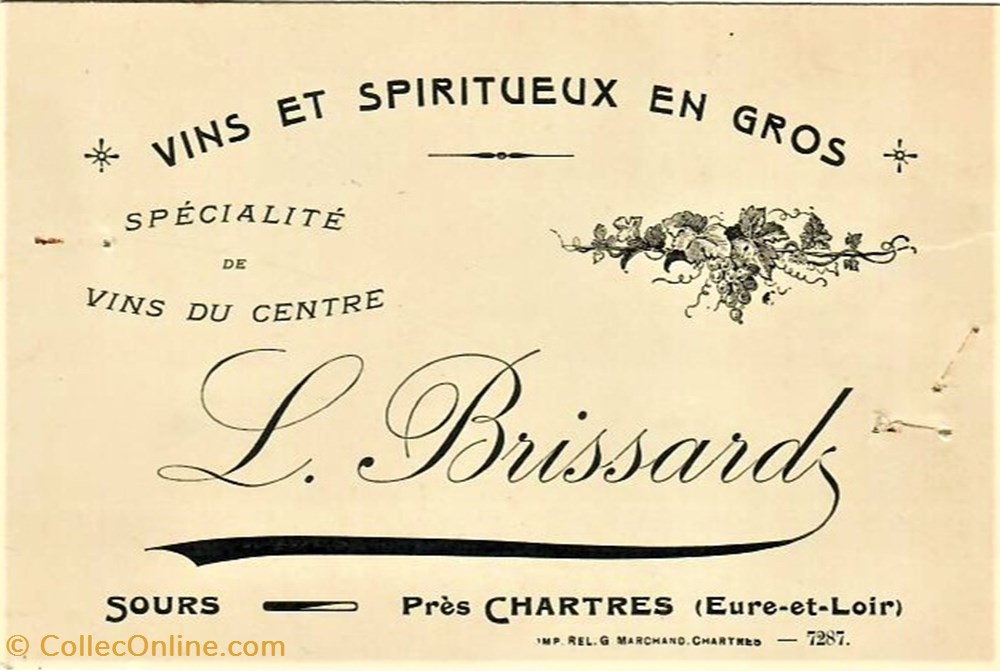 VINS ET SPIRITUEUX EN GROS
SPÉCIALITÉ
DE
VINS DU CENTRE
L. Brissard
SOURS Près CHARTRES (Eure-et-Loir)
IMP. REL. G MARCHAND. CHARTRES — 7287.
© CollecOnline.com